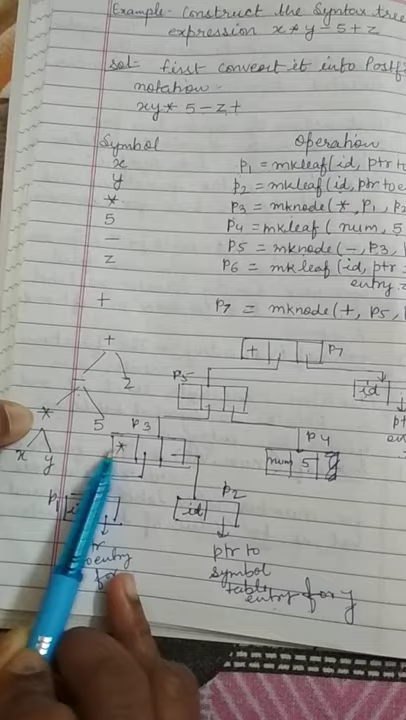 Example- Construct the Syntax tree
expression x * y - 5 + z
sol- first convert it into Postfi
notation.
xy * 5 - z +
Symbol Operation
x P1 = mkleaf(id, ptr to
y P2 = mkleaf(id, ptr to e
* P3 = mknode(*, P1, P2
5 P4 = mkleaf(num, 5
- P5 = mknode(-, P3,
z P6 = mkleaf(id, ptr
entry z
+ P7 = mknode(+, P5,
+
- z
* 5
x y
+ P7
P5
id
P3
*
P4
num 5
P1
P2
id
ptr to
symbol
table
entry for y